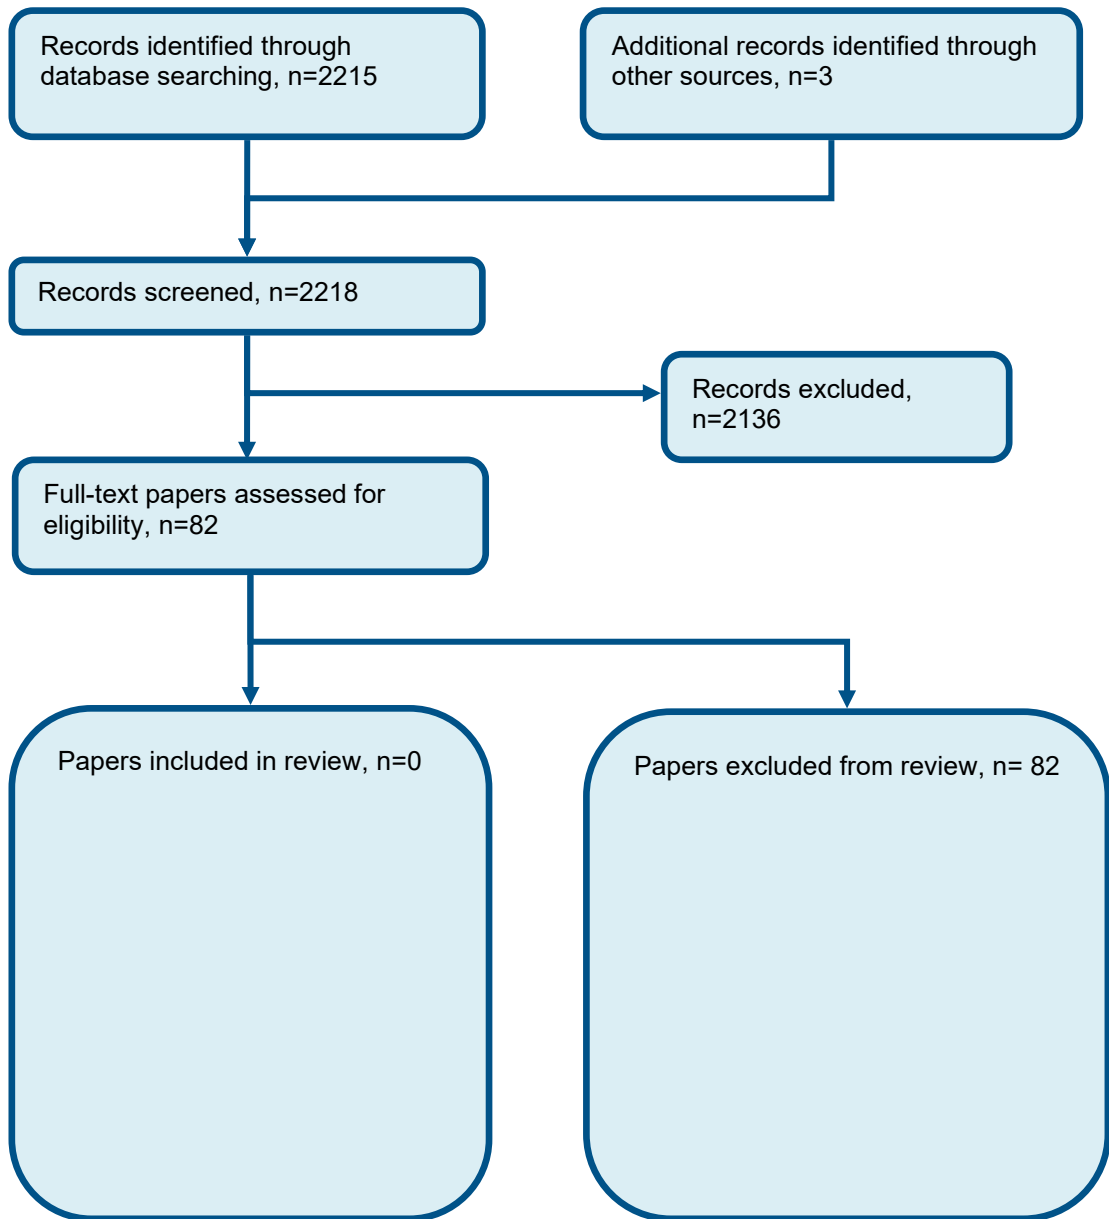 Records identified through
database searching, n=2215
Additional records identified through
other sources, n=3
Records screened, n=2218
Records excluded,
n=2136
Full-text papers assessed for
eligibility, n=82
Papers included in review, n=0
Papers excluded from review, n= 82